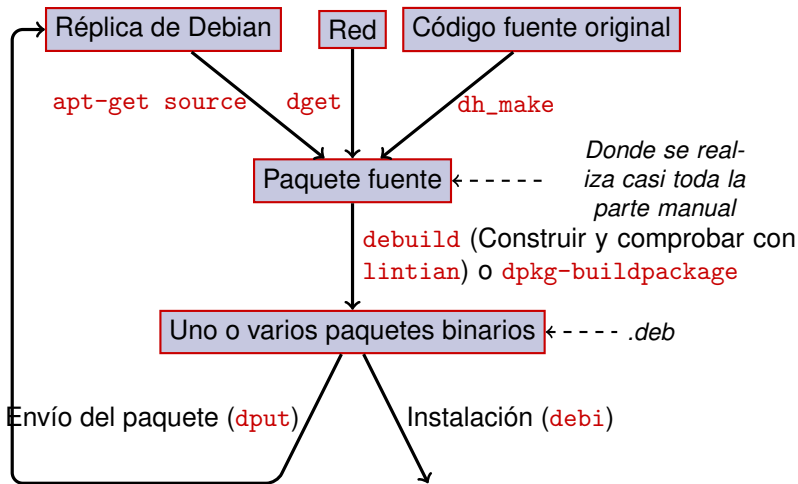 Réplica de Debian
Red
Código fuente original
apt-get source
dget
dh_make
Donde se real-
iza casi toda la
parte manual
Paquete fuente
debuild (Construir y comprobar con
lintian) o dpkg-buildpackage
Uno o varios paquetes binarios
.deb
Envío del paquete (dput)
Instalación (debi)